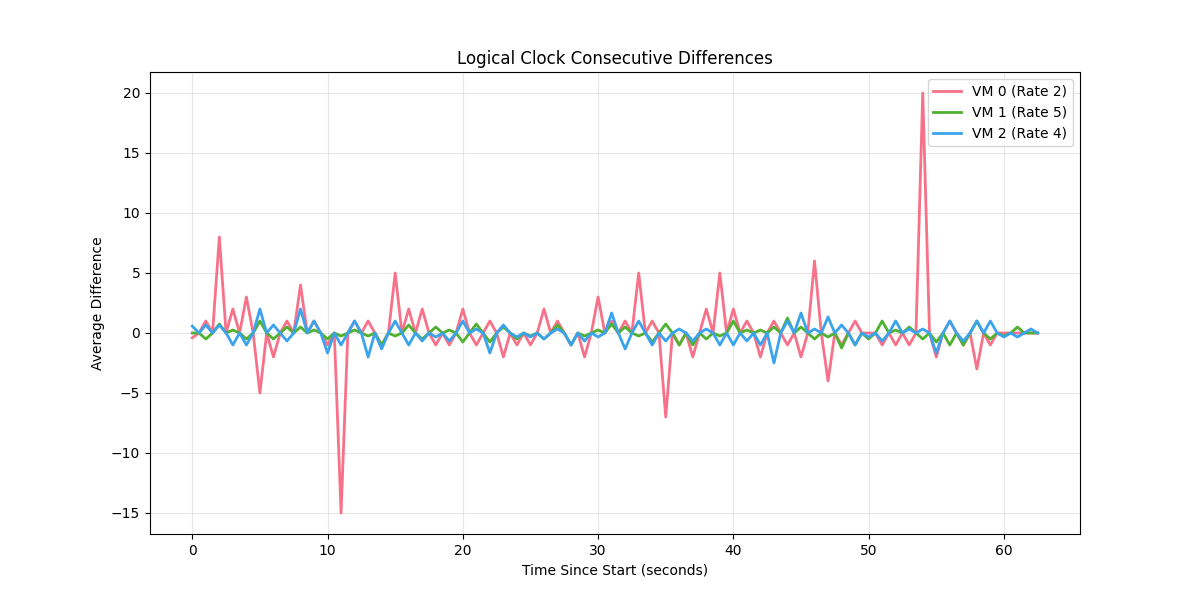 Logical Clock Consecutive Differences
VM 0 (Rate 2)
VM 1 (Rate 5)
VM 2 (Rate 4)
Average Difference
20
15
10
5
0
−5
−10
−15
0 10 20 30 40 50 60
Time Since Start (seconds)